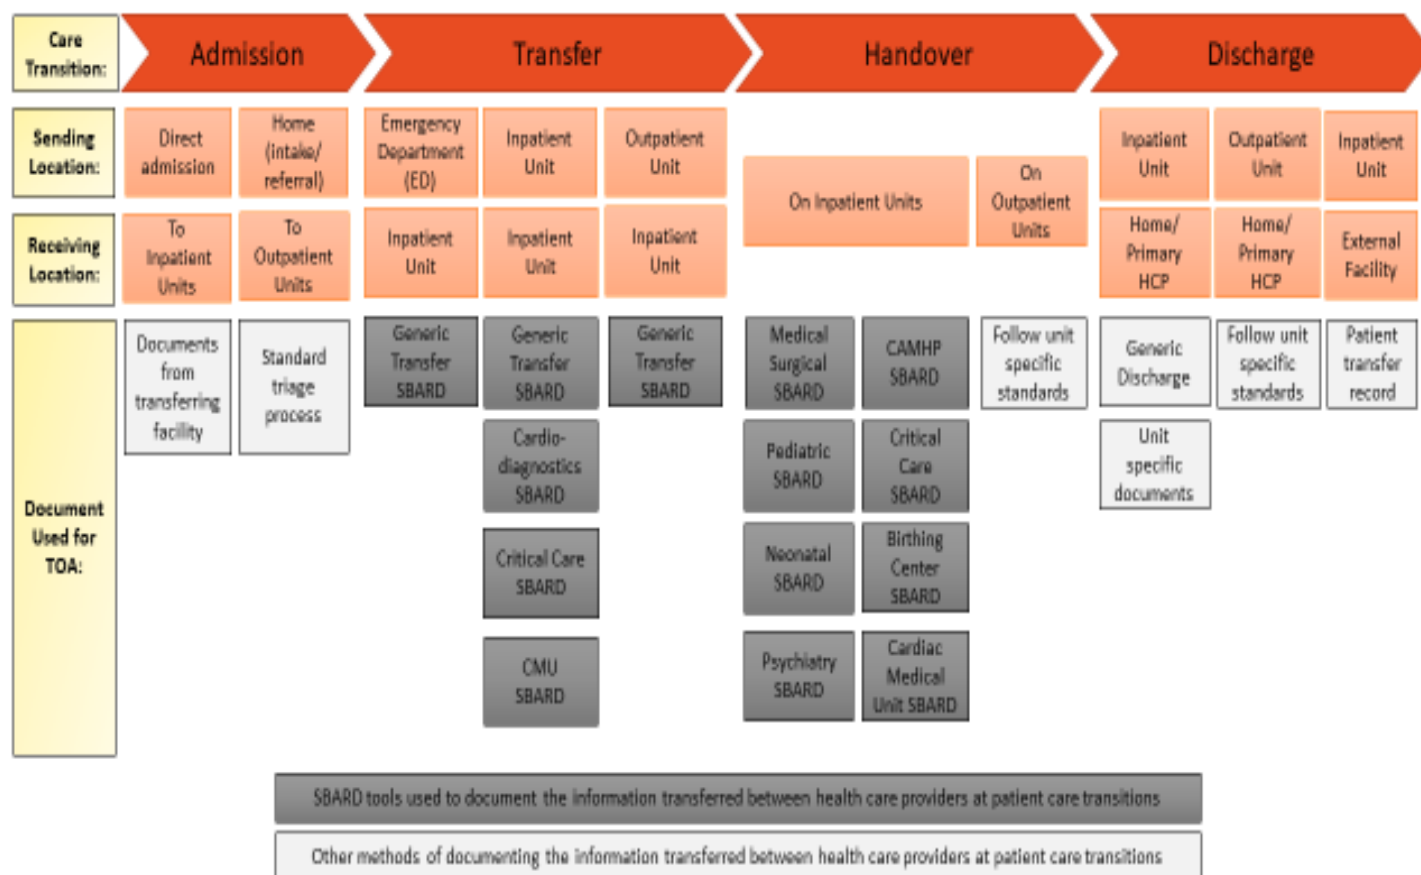 Care
Transition:
Admission
Transfer
Handover
Discharge
Sending
Location:
Direct
admission
Home
(intake/
referral)
Emergency
Department
(ED)
Inpatient
Unit
Outpatient
Unit
On Inpatient Units
On
Outpatient
Units
Inpatient
Unit
Outpatient
Unit
Inpatient
Unit
Receiving
Location:
To
Inpatient
Units
To
Outpatient
Units
Inpatient
Unit
Inpatient
Unit
Inpatient
Unit
Home/
Primary
HCP
Home/
Primary
HCP
External
Facility
Document
Used for
TOA:
Documents
from
transferring
facility
Standard
triage
process
Generic
Transfer
SBARD
Generic
Transfer
SBARD
Generic
Transfer
SBARD
Medical
Surgical
SBARD
CAMHP
SBARD
Follow unit
specific
standards
Generic
Discharge
Follow unit
specific
standards
Patient
transfer
record
Cardio-
diagnostics
SBARD
Pediatric
SBARD
Critical
Care
SBARD
Unit
specific
documents
Critical Care
SBARD
Neonatal
SBARD
Birthing
Center
SBARD
CMU
SBARD
Psychiatry
SBARD
Cardiac
Medical
Unit SBARD
SBARD tools used to document the information transferred between health care providers at patient care transitions
Other methods of documenting the information transferred between health care providers at patient care transitions